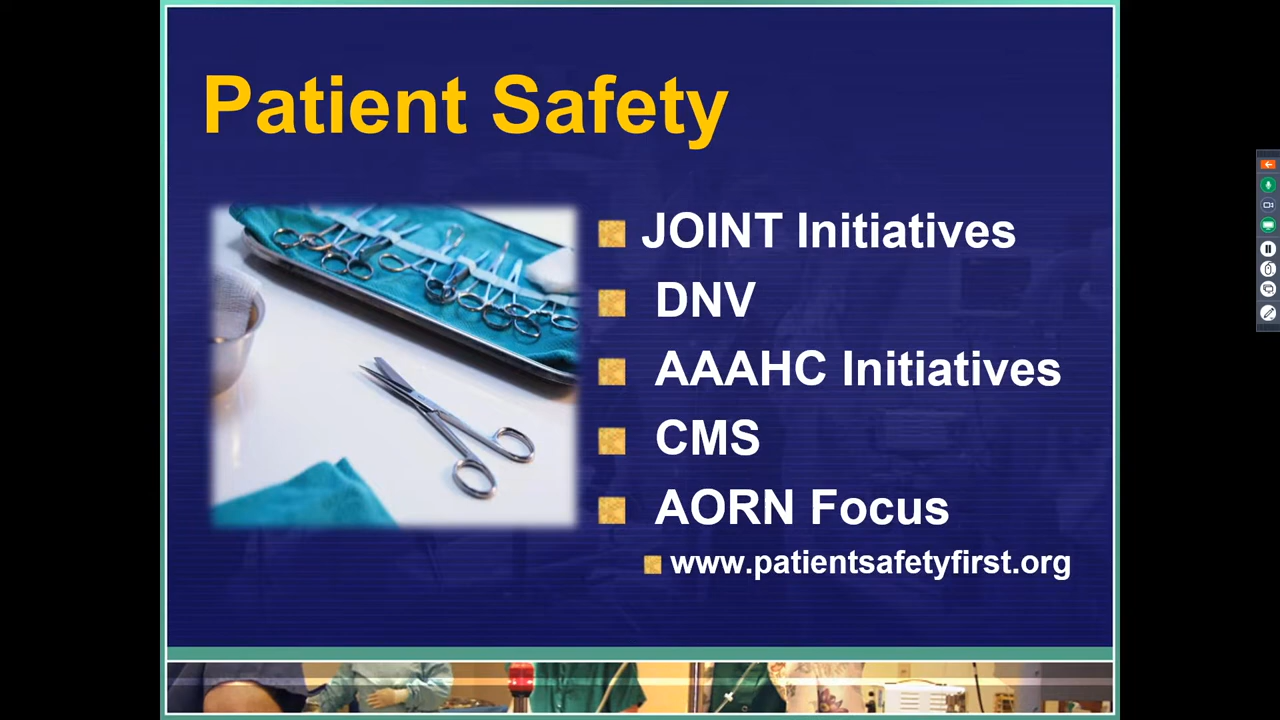 Patient Safety
JOINT Initiatives
DNV
AAAHC Initiatives
CMS
AORN Focus
www.patientsafetyfirst.org